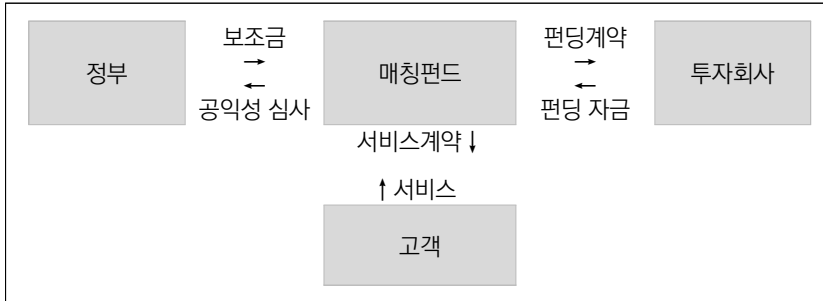 보조금
펀딩계약
정부
→
매칭펀드
→
투자회사
←
←
공익성 심사
펀딩 자금
서비스계약 ↓
↑ 서비스
고객